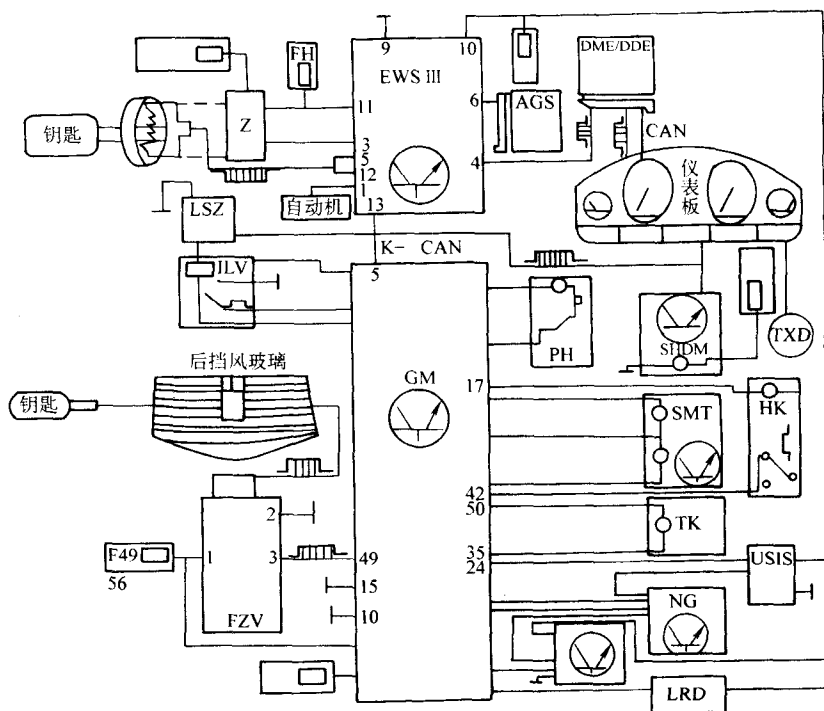 9
10
DME/DDE
FH
EWS III
11
6
AGS
钥匙
Z
3
CAN
5
4
12
1
仪表板
自动机
13
LSZ
K- CAN
ILV
5
SHDM
TXD
PH
后挡风玻璃
GM
17
钥匙
SMT
HK
42
50
2
TK
F49
1
3
49
35
USIS
56
24
15
FZV
10
NG
LRD